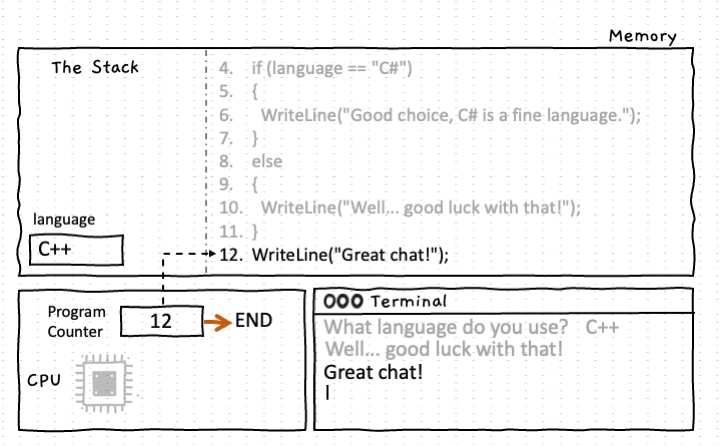 Memory
The Stack
4. if (language == "C#")
5. {
6. WriteLine("Good choice, C# is a fine language.");
7. }
8. else
9. {
10. WriteLine("Well... good luck with that!");
11. }
12. WriteLine("Great chat!");
language
C++
Program
Counter
12
END
CPU
OOO Terminal
What language do you use? C++
Well... good luck with that!
Great chat!